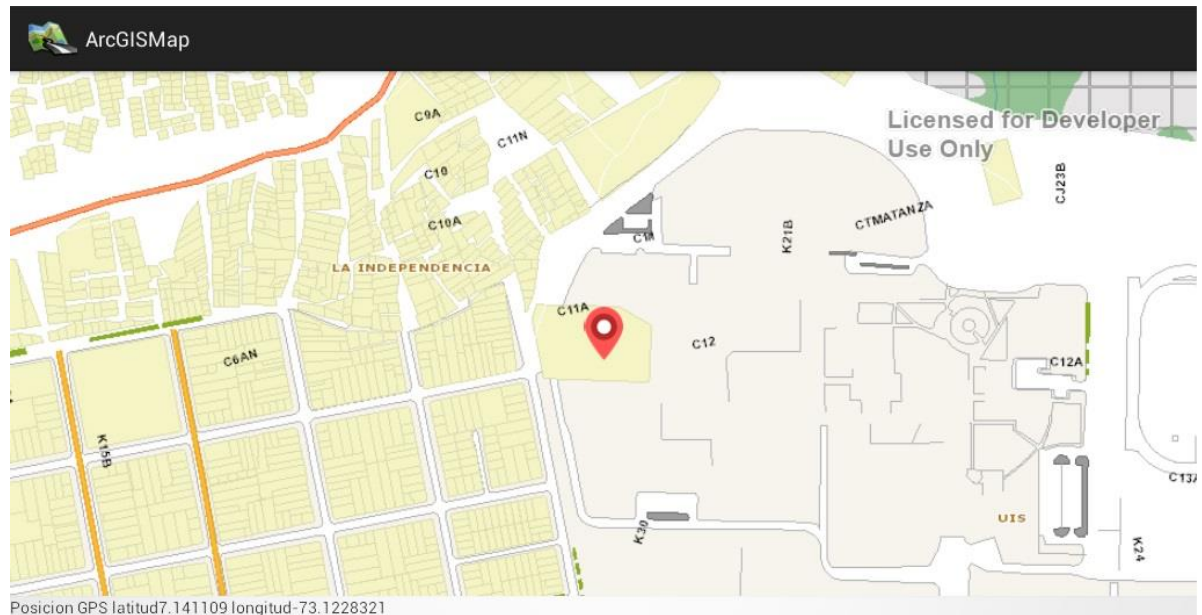 ArcGISMap
Licensed for Developer
Use Only
C9A
C11N
C10
C10A
CJ23B
CTMATANZA
K21B
LA INDEPENDENCIA
C11A
C12
C6AN
C12A
K15B
C13A
UIS
K30
K24
Posicion GPS latitud7.141109 longitud-73.1228321